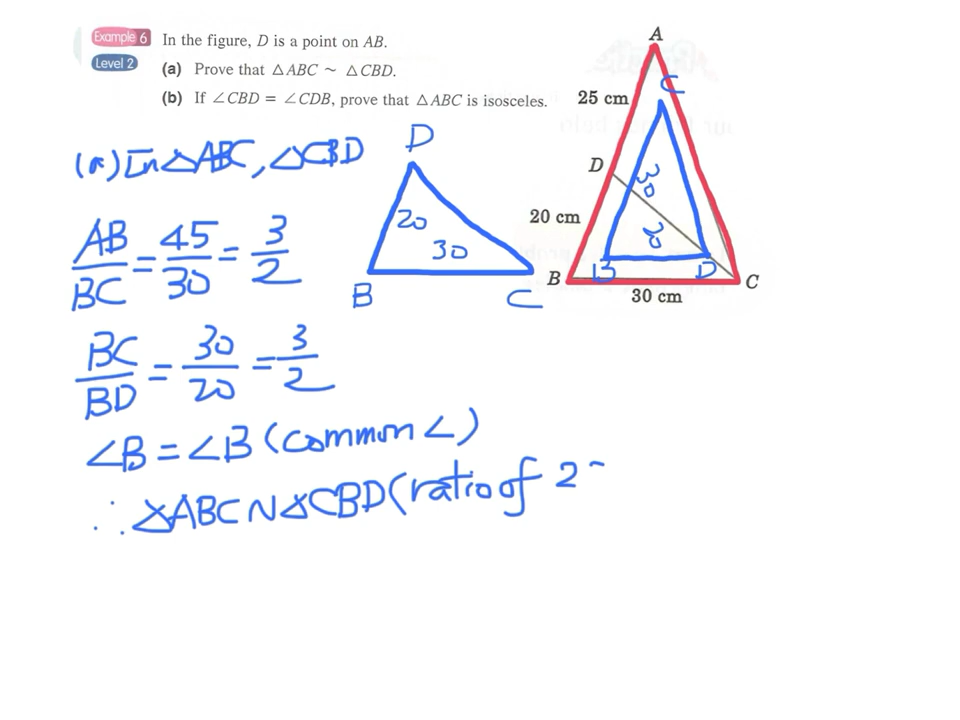 Example 6 In the figure, D is a point on AB.
Level 2 (a) Prove that △ABC ~ △CBD.
(b) If ∠CBD = ∠CDB, prove that △ABC is isosceles.
A
C
25 cm
D
30
20
20 cm
B
B
D
C
30 cm
D
20
30
B
C
(a) In △ABC, △CBD
AB/BC = 45/30 = 3/2
BC/BD = 30/20 = 3/2
∠B = ∠B (common ∠)
∴ △ABC ~ △CBD (ratio of 2